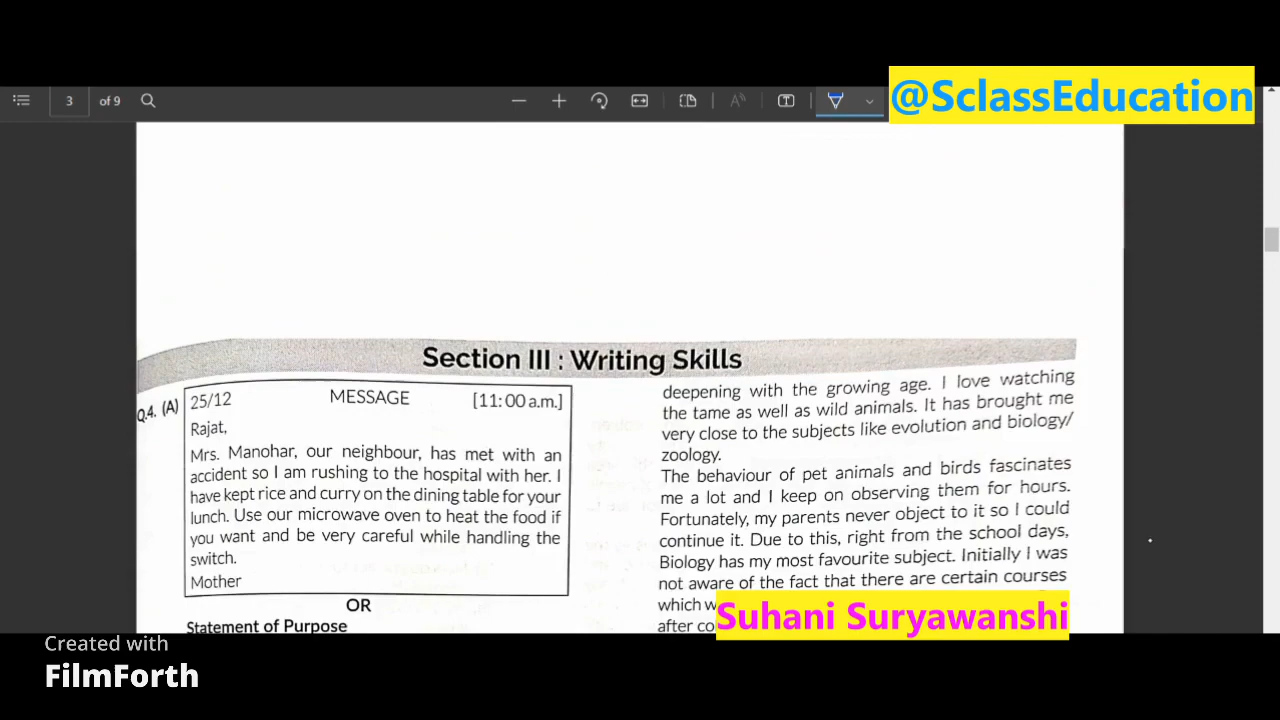 3 of 9
@SclassEducation
Section III : Writing Skills
Q.4. (A)
25/12 MESSAGE [11:00 a.m.]
Rajat,
Mrs. Manohar, our neighbour, has met with an
accident so I am rushing to the hospital with her. I
have kept rice and curry on the dining table for your
lunch. Use our microwave oven to heat the food if
you want and be very careful while handling the
switch.
Mother
OR
Statement of Purpose
deepening with the growing age. I love watching
the tame as well as wild animals. It has brought me
very close to the subjects like evolution and biology/
zoology.
The behaviour of pet animals and birds fascinates
me a lot and I keep on observing them for hours.
Fortunately, my parents never object to it so I could
continue it. Due to this, right from the school days,
Biology has my most favourite subject. Initially I was
not aware of the fact that there are certain courses
which
after
Suhani Suryawanshi
Created with
FilmForth